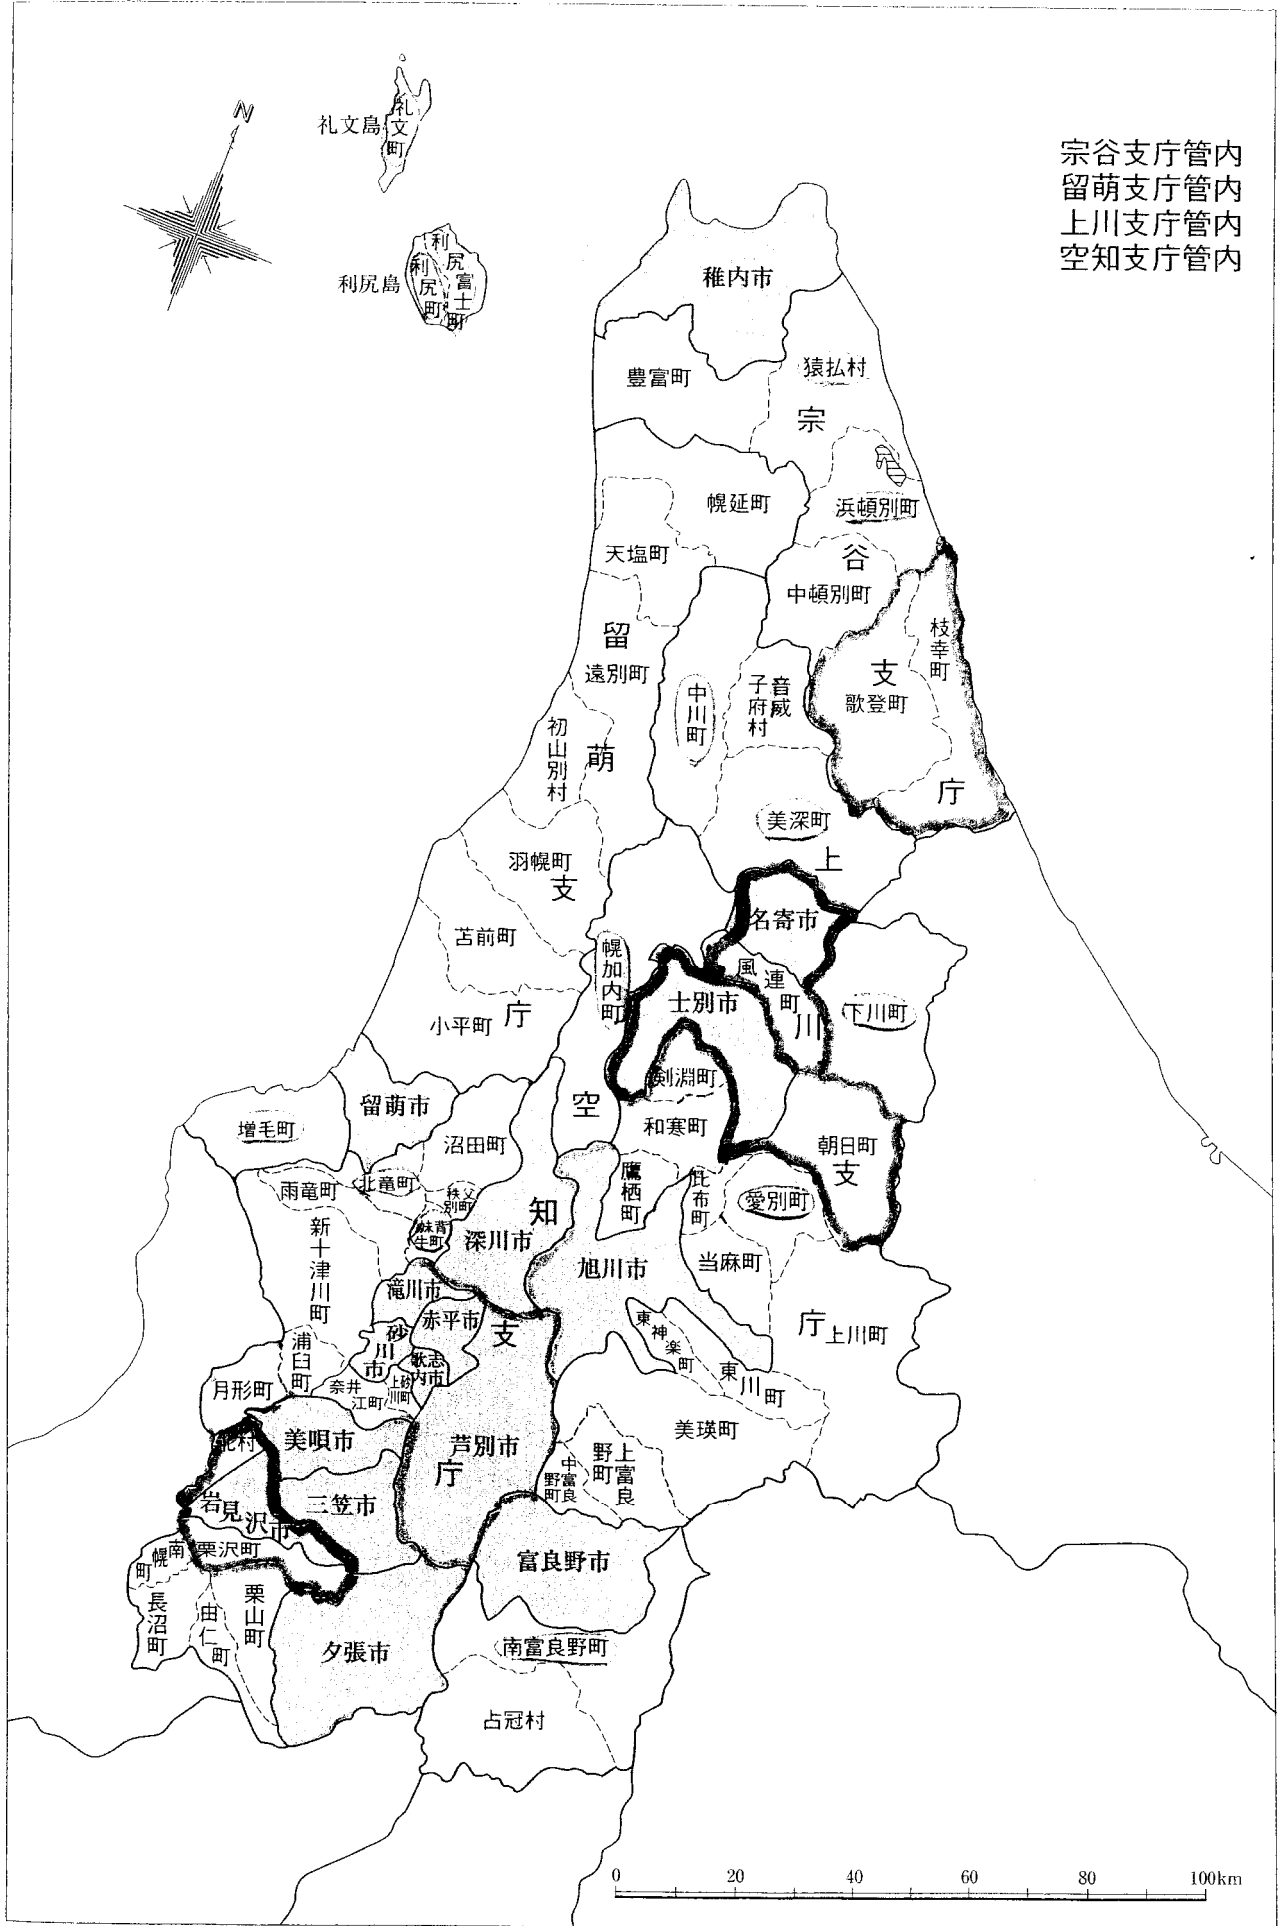 N
礼文島
礼文町
利尻島
利尻町
利尻富士町
宗谷支庁管内
留萌支庁管内
上川支庁管内
空知支庁管内
稚内市
豊富町
猿払村
宗
幌延町
浜頓別町
天塩町
谷
中頓別町
枝幸町
留
遠別町
支
歌登町
中川町
音威子府村
初山別村
萌
庁
美深町
上
羽幌町
支
名寄市
苫前町
幌加内町
風連町
士別市
下川町
小平町
庁
川
剣淵町
空
留萌市
和寒町
増毛町
沼田町
朝日町
支
雨竜町
北竜町
秩父別町
鷹栖町
比布町
愛別町
新十津川町
妹背牛町
知
深川市
旭川市
当麻町
滝川市
赤平市
支
東神楽町
庁
上川町
浦臼町
砂川市
歌志内市
東川町
月形町
奈井江町
上砂川町
美瑛町
北村
美唄市
芦別市
庁
上富良野町
中富良野町
岩見沢市
三笠市
南幌町
栗沢町
富良野市
長沼町
由仁町
栗山町
夕張市
南富良野町
占冠村
0 20 40 60 80 100km